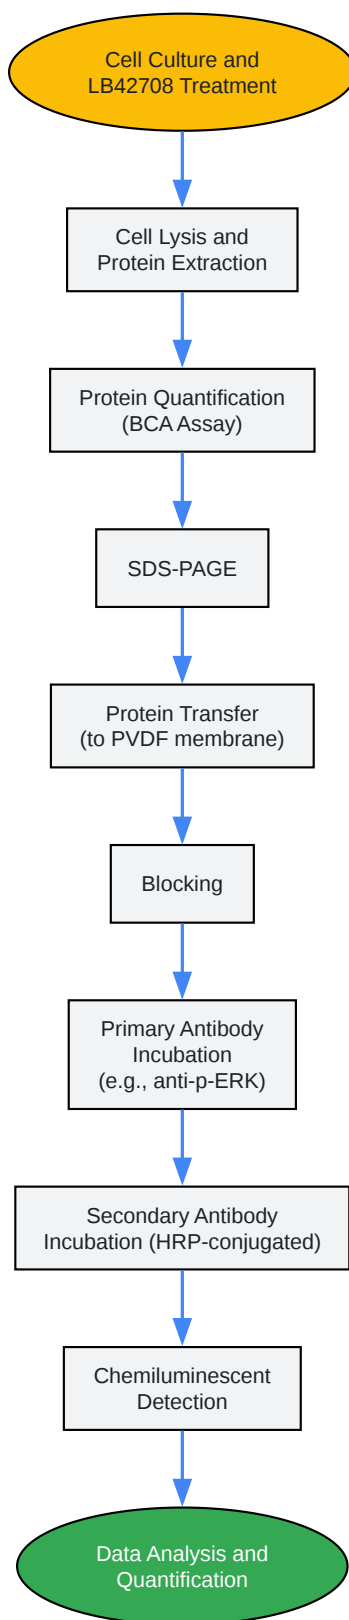 Cell Culture and
LB42708 Treatment
Cell Lysis and
Protein Extraction
Protein Quantification
(BCA Assay)
SDS-PAGE
Protein Transfer
(to PVDF membrane)
Blocking
Primary Antibody
Incubation
(e.g., anti-p-ERK)
Secondary Antibody
Incubation (HRP-conjugated)
Chemiluminescent
Detection
Data Analysis and
Quantification